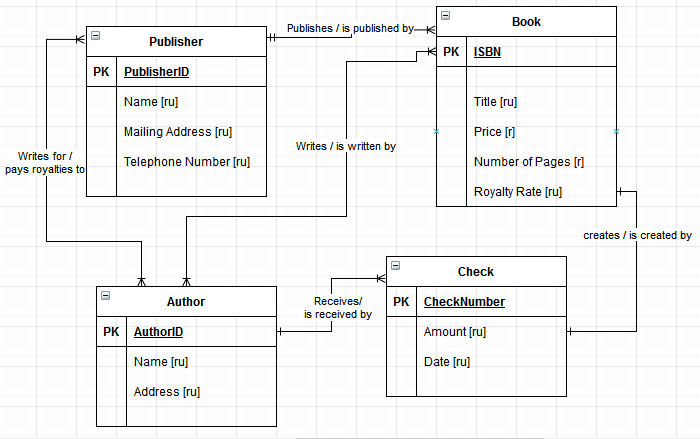 Publisher
PK PublisherID
Name [ru]
Mailing Address [ru]
Telephone Number [ru]
Publishes / is published by
Book
PK ISBN
Title [ru]
Price [r]
Number of Pages [r]
Royalty Rate [ru]
Writes for /
pays royalties to
Writes / is written by
creates / is created by
Author
PK AuthorID
Name [ru]
Address [ru]
Receives/
is received by
Check
PK CheckNumber
Amount [ru]
Date [ru]